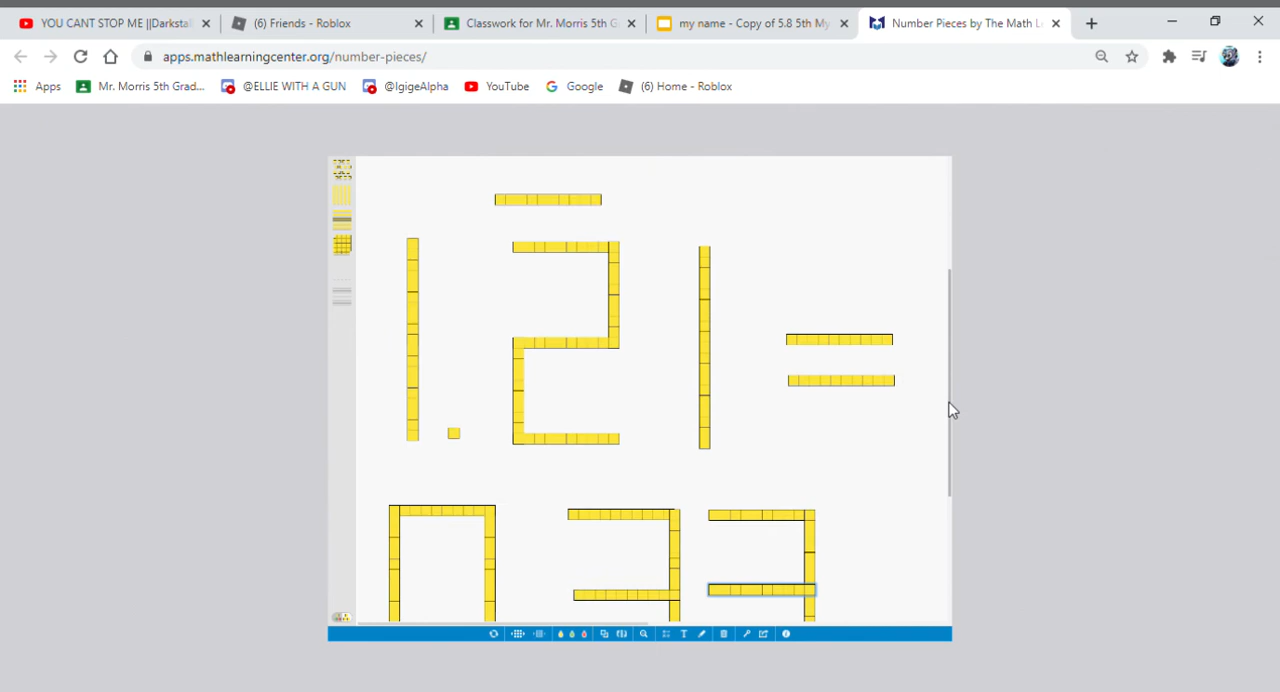 YOU CANT STOP ME ||Darkstal
(6) Friends - Roblox
Classwork for Mr. Morris 5th G
my name - Copy of 5.8 5th My
Number Pieces by The Math Le
apps.mathlearningcenter.org/number-pieces/
Apps
Mr. Morris 5th Grad...
@ELLIE WITH A GUN
@IgigeAlpha
YouTube
Google
(6) Home - Roblox
1.21 =